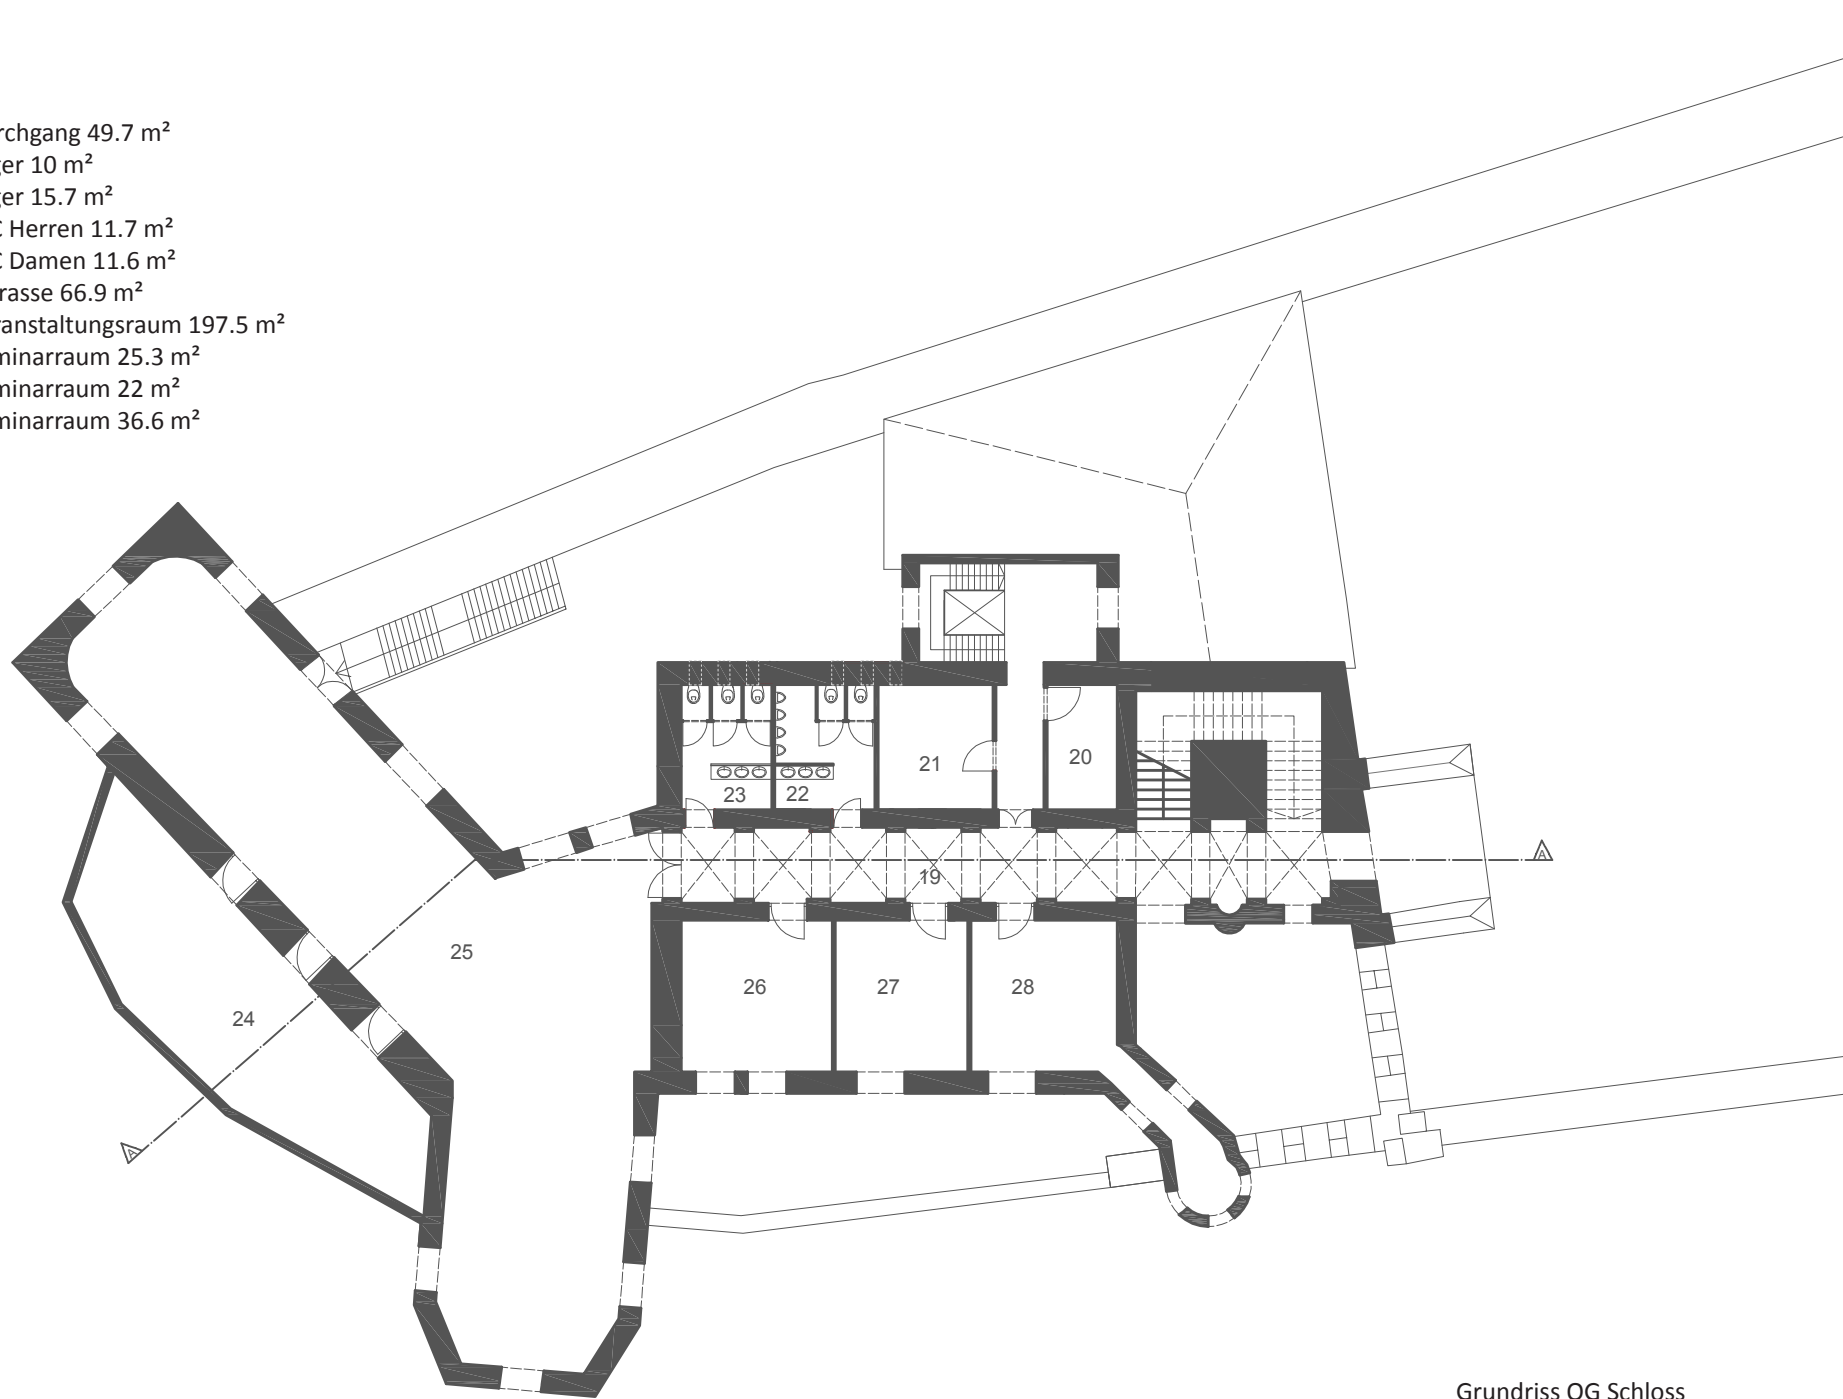 rchgang 49.7 m²
ger 10 m²
ger 15.7 m²
C Herren 11.7 m²
C Damen 11.6 m²
rrasse 66.9 m²
ranstaltungsraum 197.5 m²
minarraum 25.3 m²
minarraum 22 m²
minarraum 36.6 m²
21
20
23
22
A
19
25
26
27
28
24
A
Grundriss OG Schloss